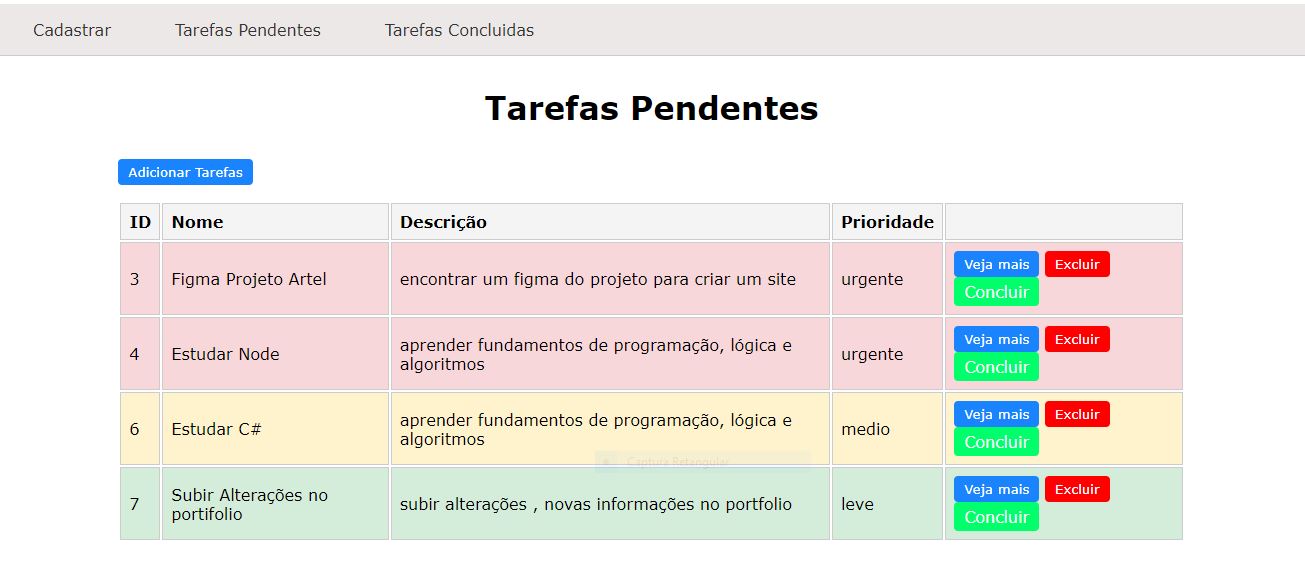 Cadastrar Tarefas Pendentes Tarefas Concluidas
Tarefas Pendentes
Adicionar Tarefas
ID Nome Descrição Prioridade
3 Figma Projeto Artel encontrar um figma do projeto para criar um site urgente Veja mais Excluir
Concluir
4 Estudar Node aprender fundamentos de programação, lógica e algoritmos urgente Veja mais Excluir
Concluir
6 Estudar C# aprender fundamentos de programação, lógica e algoritmos medio Veja mais Excluir
Concluir
Captura Retangular
7 Subir Alterações no portifolio subir alterações , novas informações no portfolio leve Veja mais Excluir
Concluir